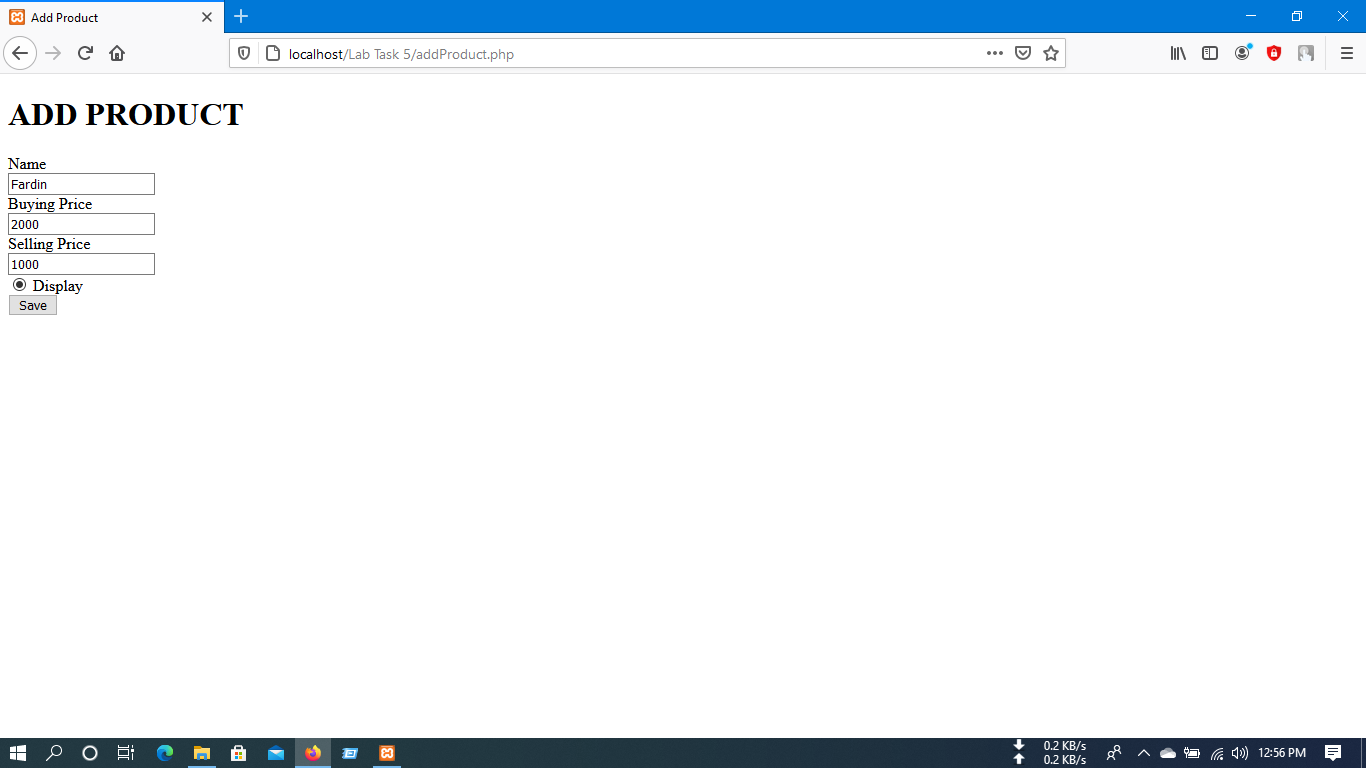 Add Product
localhost/Lab Task 5/addProduct.php
ADD PRODUCT
Name
Fardin
Buying Price
2000
Selling Price
1000
Display
Save
0.2 KB/s
0.2 KB/s
12:56 PM